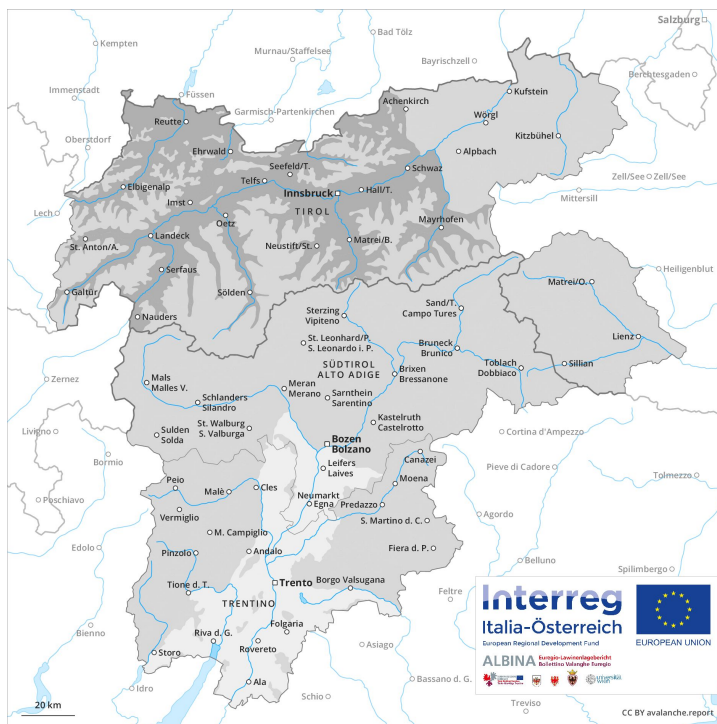 Salzburg
Kempten
Bad Tölz
Murnau/Staffelsee
Bayrischzell
Berchtesgaden
Immenstadt
Füssen
Garmisch-Partenkirchen
Achenkirch
Kufstein
Reutte
Wörgl
Oberstdorf
Ehrwald
Kitzbühel
Alpbach
Seefeld/T.
Schwaz
Telfs
Zell/See
Zell/See
Elbigenalp
Innsbruck
Hall/T.
Mittersill
Imst
TIROL
Lech
Oetz
Mayrhofen
St. Anton/A.
Landeck
Neustift/St.
Matrei/B.
Serfaus
Heiligenblut
Galtür
Sölden
Matrei/O.
Nauders
Sterzing
Vipiteno
Sand/T.
Campo Tures
Lienz
St. Leonhard/P.
S. Leonardo i. P.
Bruneck
Brunico
Toblach
Dobbiaco
Sillian
SÜDTIROL
ALTO ADIGE
Brixen
Bressanone
Zernez
Mals
Malles V.
Meran
Merano
Sarnthein
Sarentino
Schlanders
Silandro
Kastelruth
Castelrotto
St. Walburg
S. Valburga
Livigno
Sulden
Solda
Bozen
Bolzano
Cortina d'Ampezzo
Canazei
Bormio
Leifers
Laives
Pieve di Cadore
Tolmezzo
Peio
Malè
Cles
Moena
Poschiavo
Neumarkt
Egna
Predazzo
Vermiglio
Agordo
S. Martino d. C.
M. Campiglio
Edolo
Pinzolo
Andalo
Fiera d. P.
Belluno
Spilimbergo
Tione d. T.
Trento
Borgo Valsugana
Feltre
TRENTINO
Bienno
Riva d. G.
Folgaria
Rovereto
Asiago
Storo
Idro
Ala
Schio
Bassano d. G.
Treviso
20 km
Interreg
Italia-Österreich
European Regional Development Fund
EUROPEAN UNION
ALBINA Euregio-Lawinenlagebericht
Bollettino Valanghe Euregio
universität
wien
CC BY avalanche.report